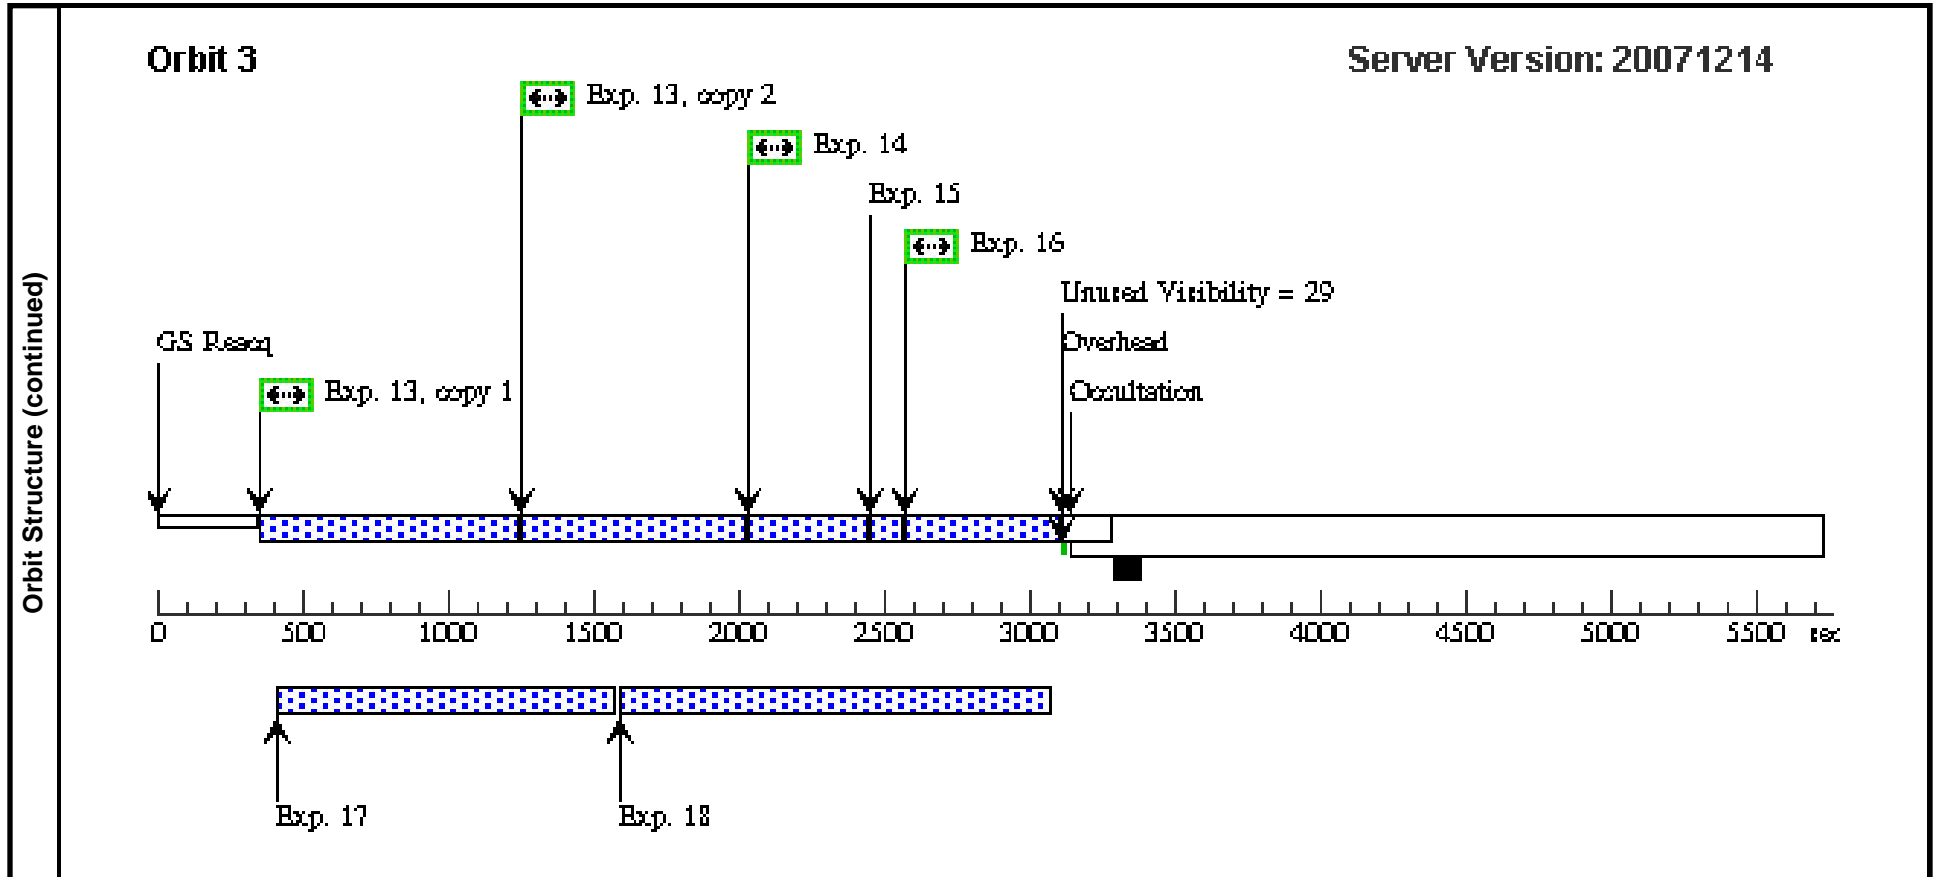 Orbit Structure (continued)
Orbit 3
Server Version: 20071214
Exp. 13, copy 2
Exp. 14
Exp. 15
Exp. 16
Unused Visibility = 29
GS Reacq
Overhead
Exp. 13, copy 1
Occultation
0 500 1000 1500 2000 2500 3000 3500 4000 4500 5000 5500 sec
Exp. 17
Exp. 18